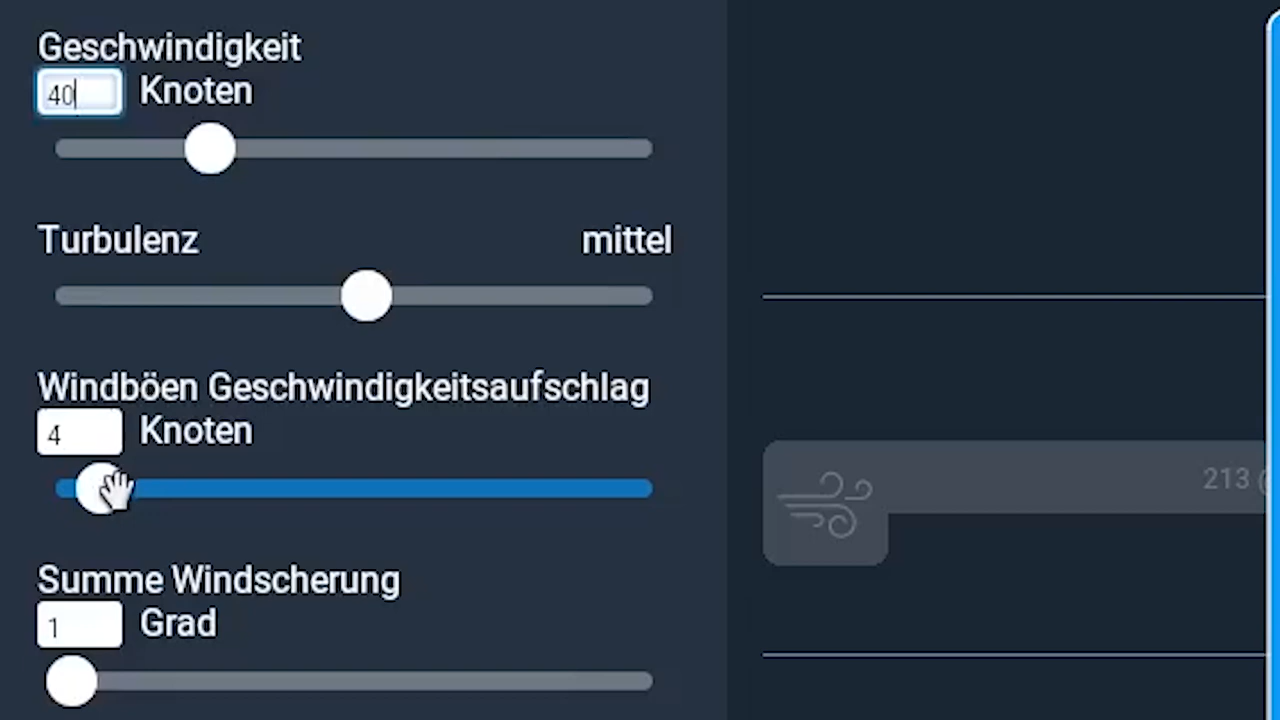 Geschwindigkeit
40 Knoten
Turbulenz mittel
Windböen Geschwindigkeitsaufschlag
4 Knoten
213
Summe Windscherung
1 Grad